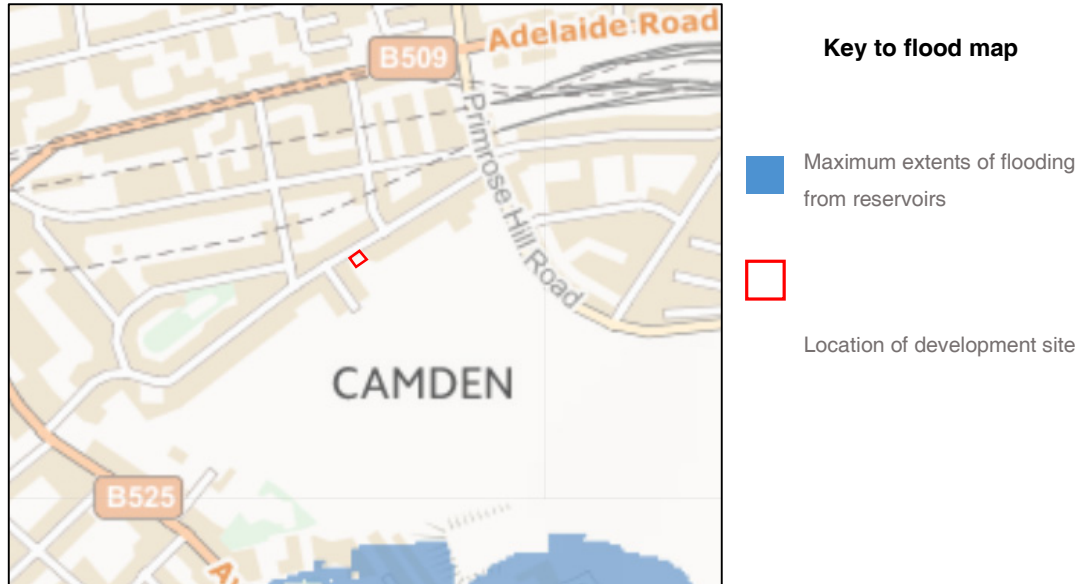 B509
Adelaide Road
Primrose Hill Road
CAMDEN
B525
Key to flood map
Maximum extents of flooding
from reservoirs
Location of development site